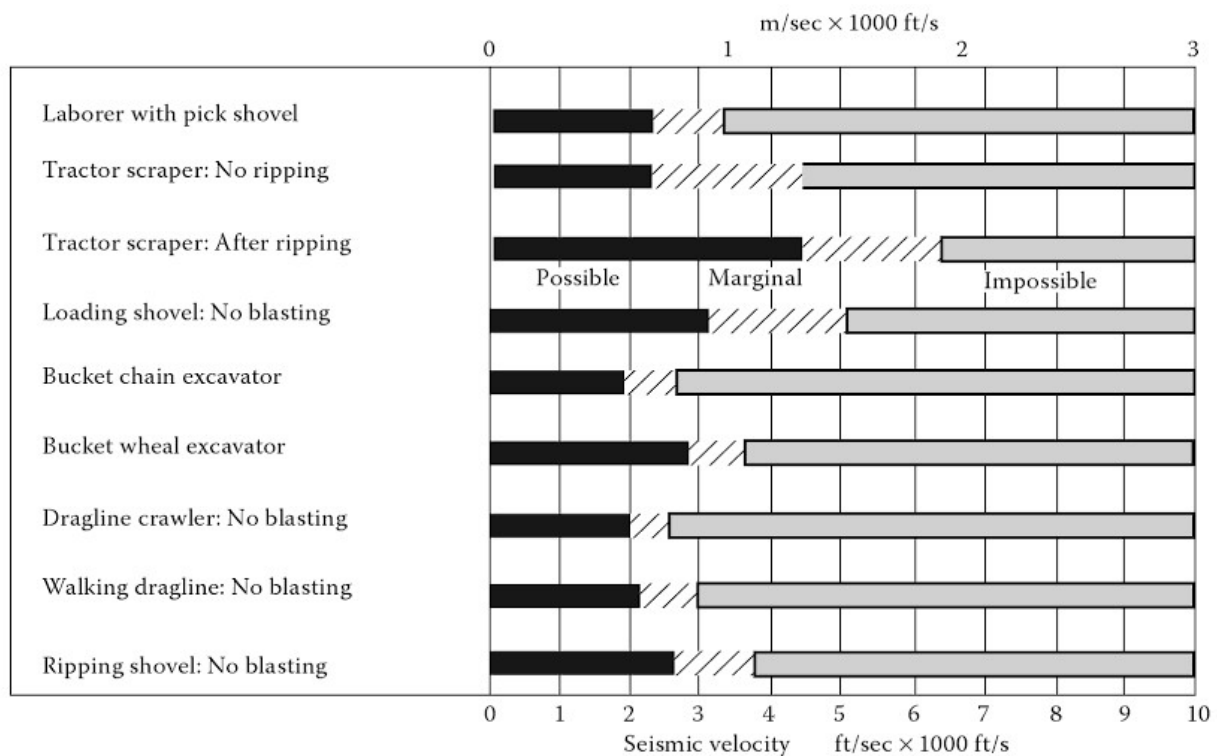 m/sec × 1000 ft/s
0 1 2 3
Laborer with pick shovel
Tractor scraper: No ripping
Tractor scraper: After ripping
Possible Marginal Impossible
Loading shovel: No blasting
Bucket chain excavator
Bucket wheal excavator
Dragline crawler: No blasting
Walking dragline: No blasting
Ripping shovel: No blasting
0 1 2 3 4 5 6 7 8 9 10
Seismic velocity ft/sec × 1000 ft/s